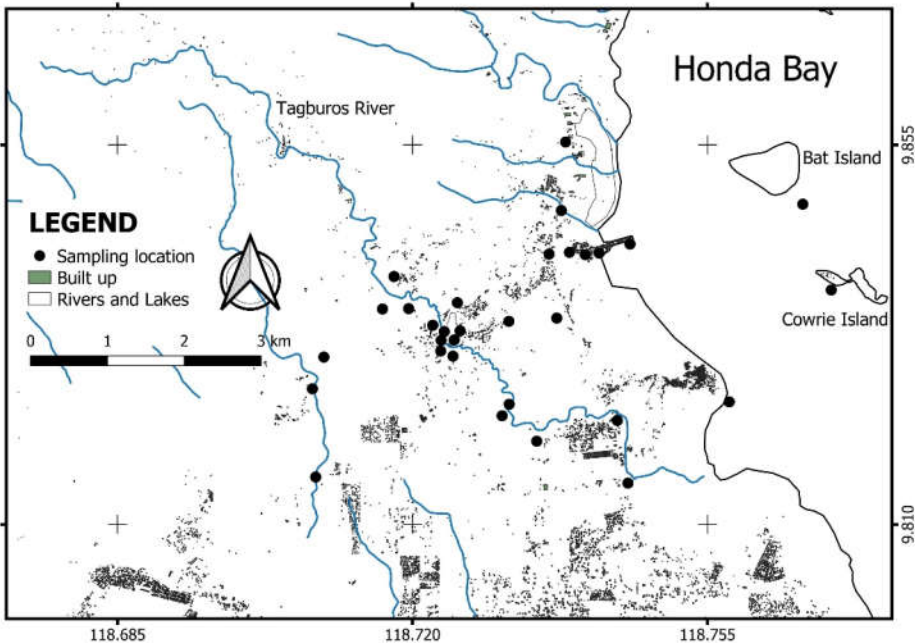 Honda Bay
Tagburos River
Bat Island
9.855
LEGEND
Sampling location
Built up
Rivers and Lakes
0 1 2 3 km
Cowrie Island
9.810
118.685 118.720 118.755